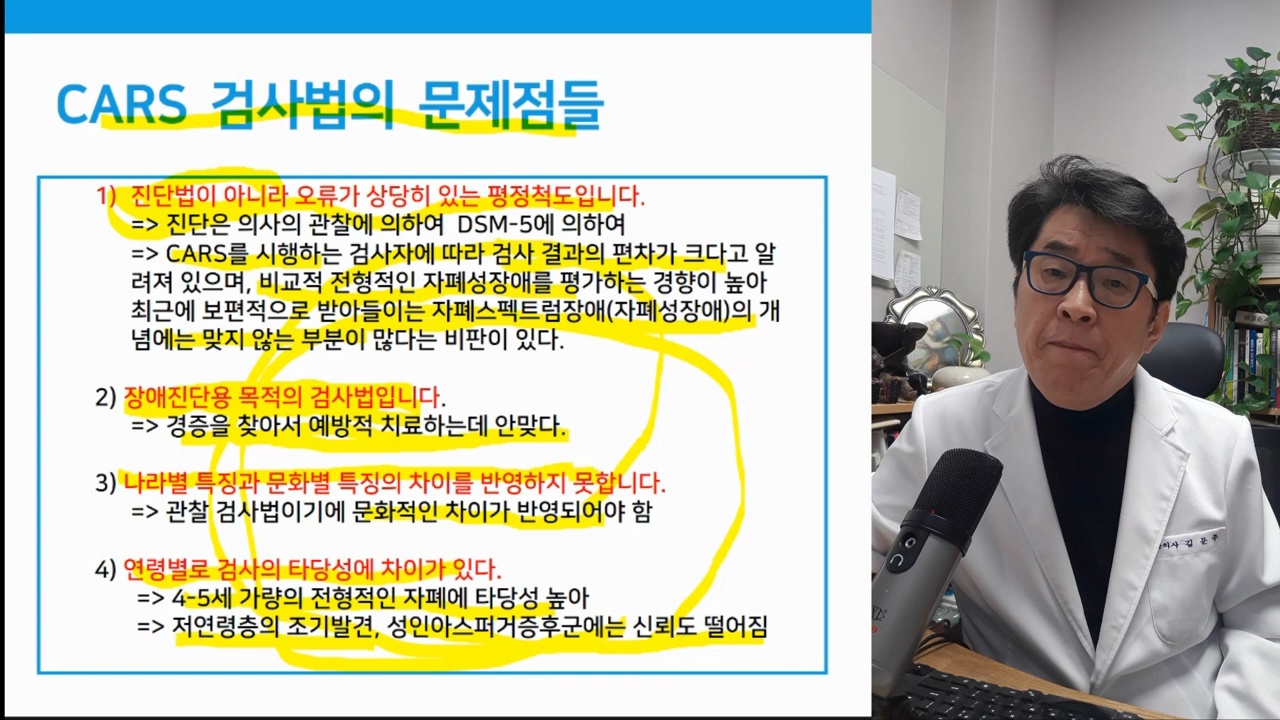 CARS 검사법의 문제점들
1) 진단법이 아니라 오류가 상당히 있는 평정척도입니다.
=> 진단은 의사의 관찰에 의하여 DSM-5에 의하여
=> CARS를 시행하는 검사자에 따라 검사 결과의 편차가 크다고 알
려져 있으며, 비교적 전형적인 자폐성장애를 평가하는 경향이 높아
최근에 보편적으로 받아들이는 자폐스펙트럼장애(자폐성장애)의 개
념에는 맞지 않는 부분이 많다는 비판이 있다.
2) 장애진단용 목적의 검사법입니다.
=> 경증을 찾아서 예방적 치료하는데 안맞다.
3) 나라별 특징과 문화별 특징의 차이를 반영하지 못합니다.
=> 관찰 검사법이기에 문화적인 차이가 반영되어야 함
4) 연령별로 검사의 타당성에 차이가 있다.
=> 4-5세 가량의 전형적인 자폐에 타당성 높아
=> 저연령층의 조기발견, 성인아스퍼거증후군에는 신뢰도 떨어짐
김 문 주